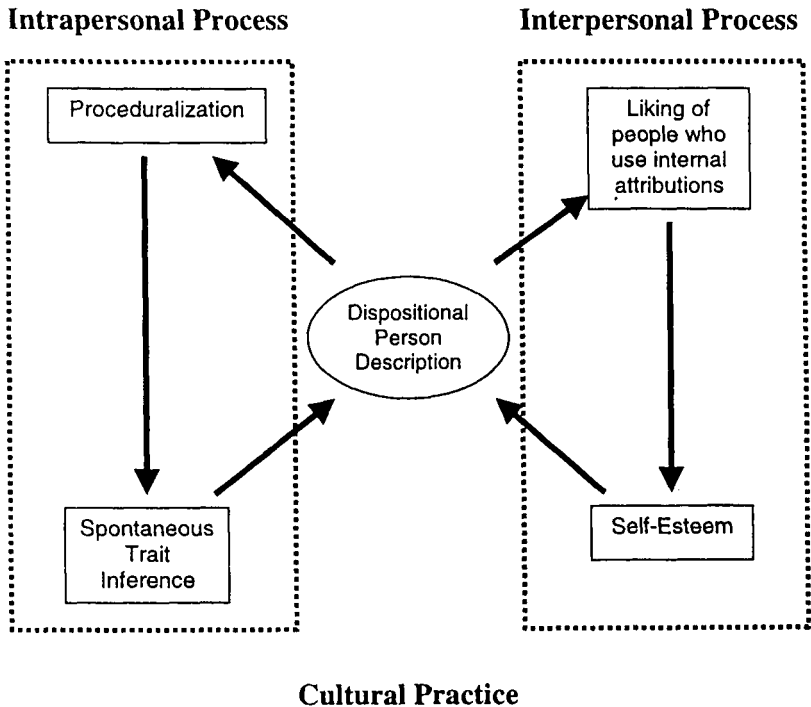 Intrapersonal Process
Interpersonal Process
Proceduralization
Liking of
people who
use internal
attributions
Dispositional
Person
Description
Spontaneous
Trait
Inference
Self-Esteem
Cultural Practice